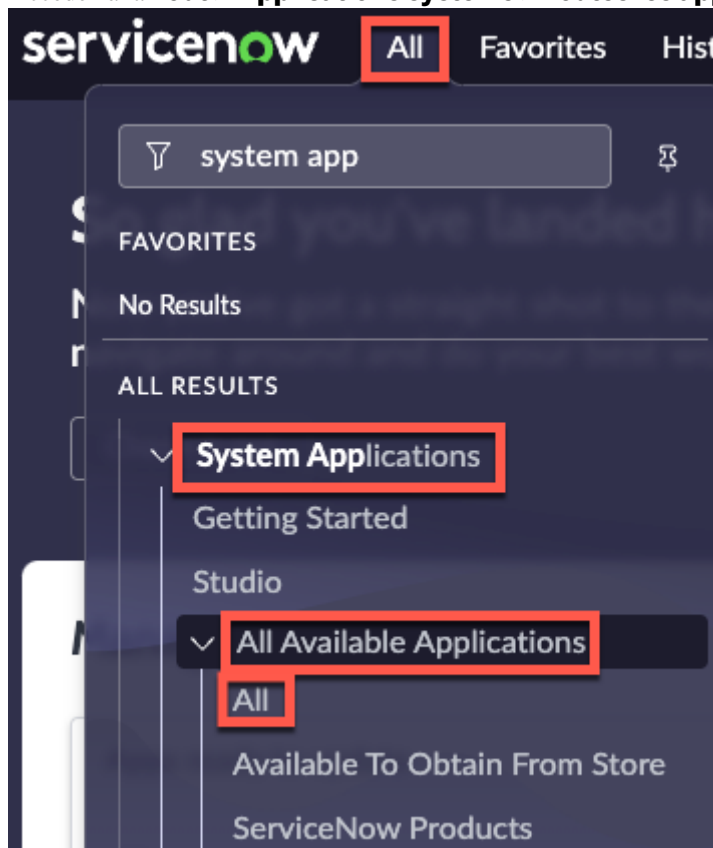 servicenow All Favorites Hist
system app
FAVORITES
No Results
ALL RESULTS
System Applications
Getting Started
Studio
All Available Applications
All
Available To Obtain From Store
ServiceNow Products